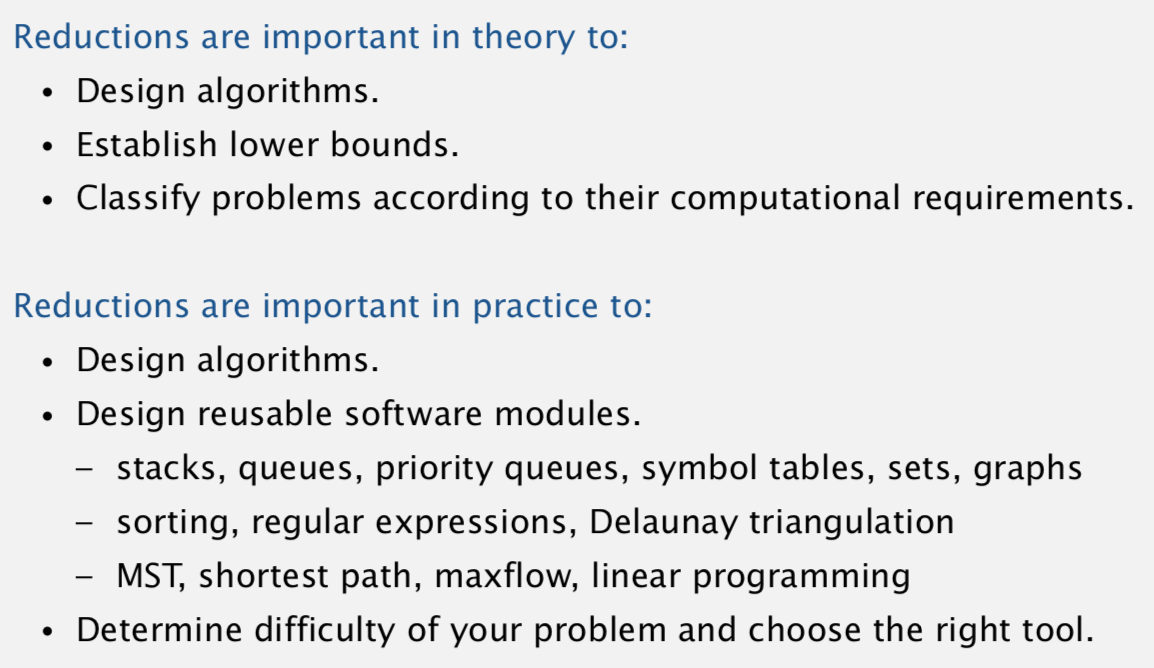 Reductions are important in theory to:
• Design algorithms.
• Establish lower bounds.
• Classify problems according to their computational requirements.
Reductions are important in practice to:
• Design algorithms.
• Design reusable software modules.
– stacks, queues, priority queues, symbol tables, sets, graphs
– sorting, regular expressions, Delaunay triangulation
– MST, shortest path, maxflow, linear programming
• Determine difficulty of your problem and choose the right tool.